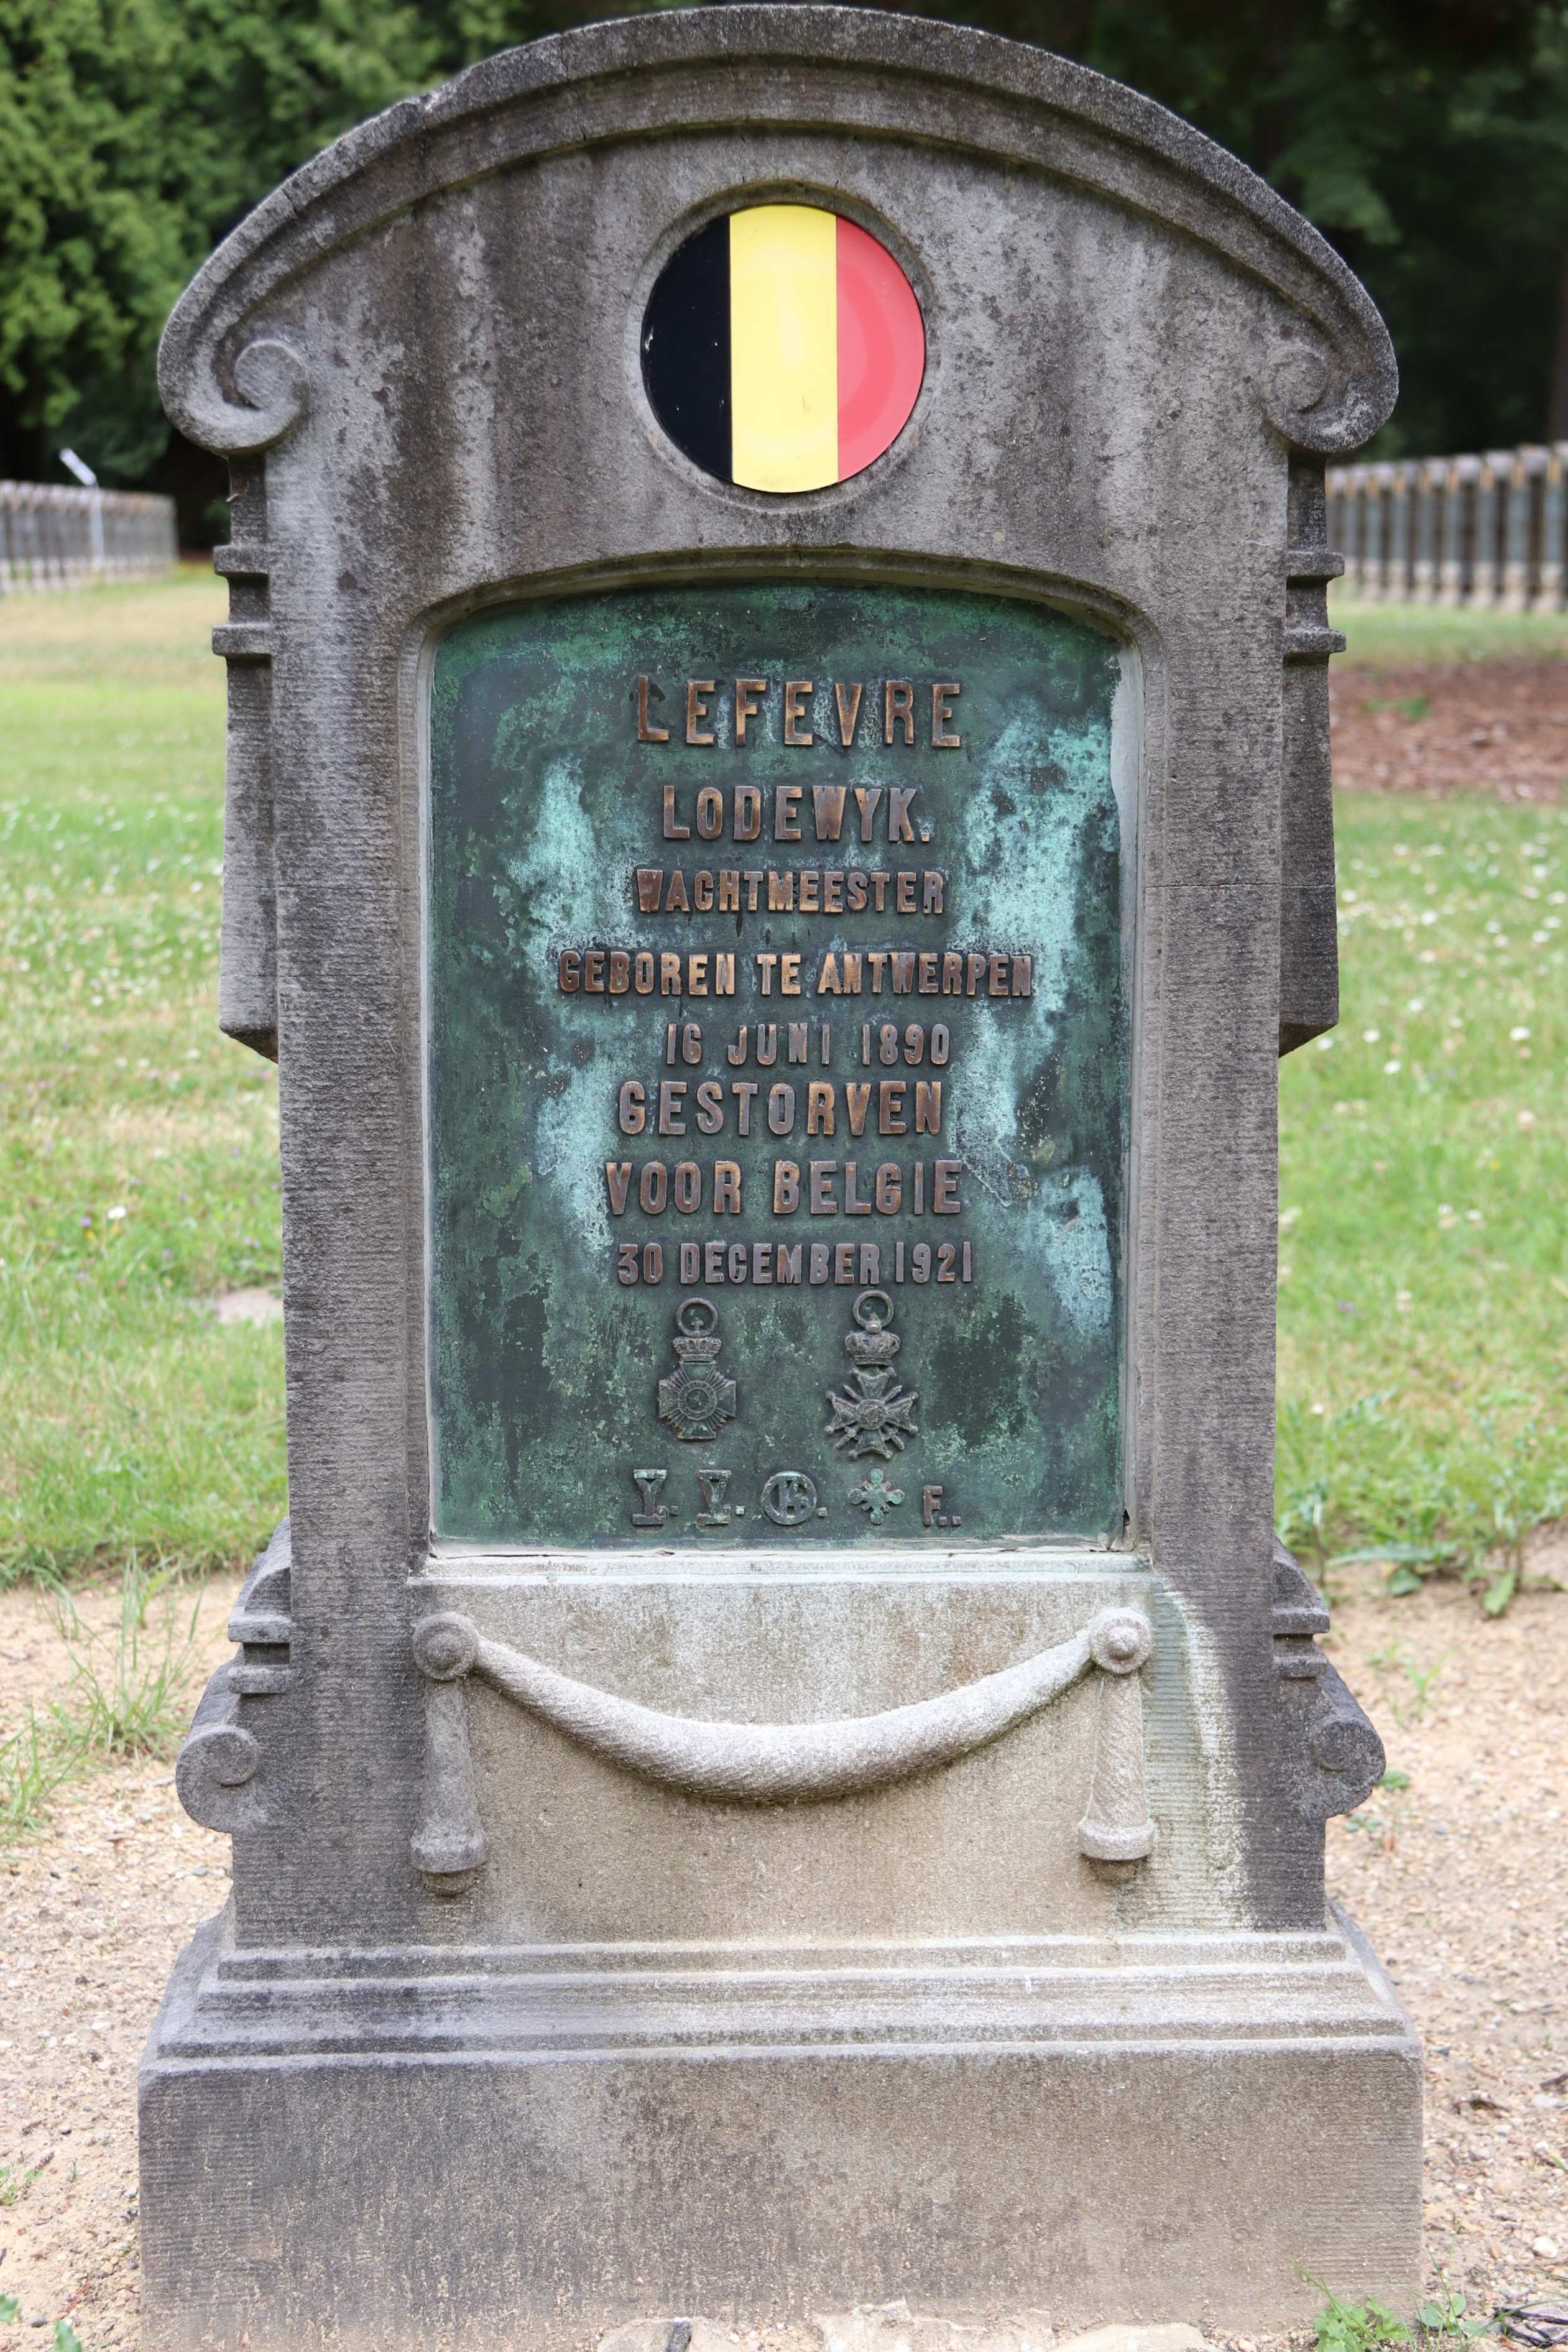 LEFEVRE
LODEWYK.
WACHTMEESTER
GEBOREN TE ANTWERPEN
16 JUNI 1890
GESTORVEN
VOOR BELGIE
30 DECEMBER 1921
Y. Y. F..